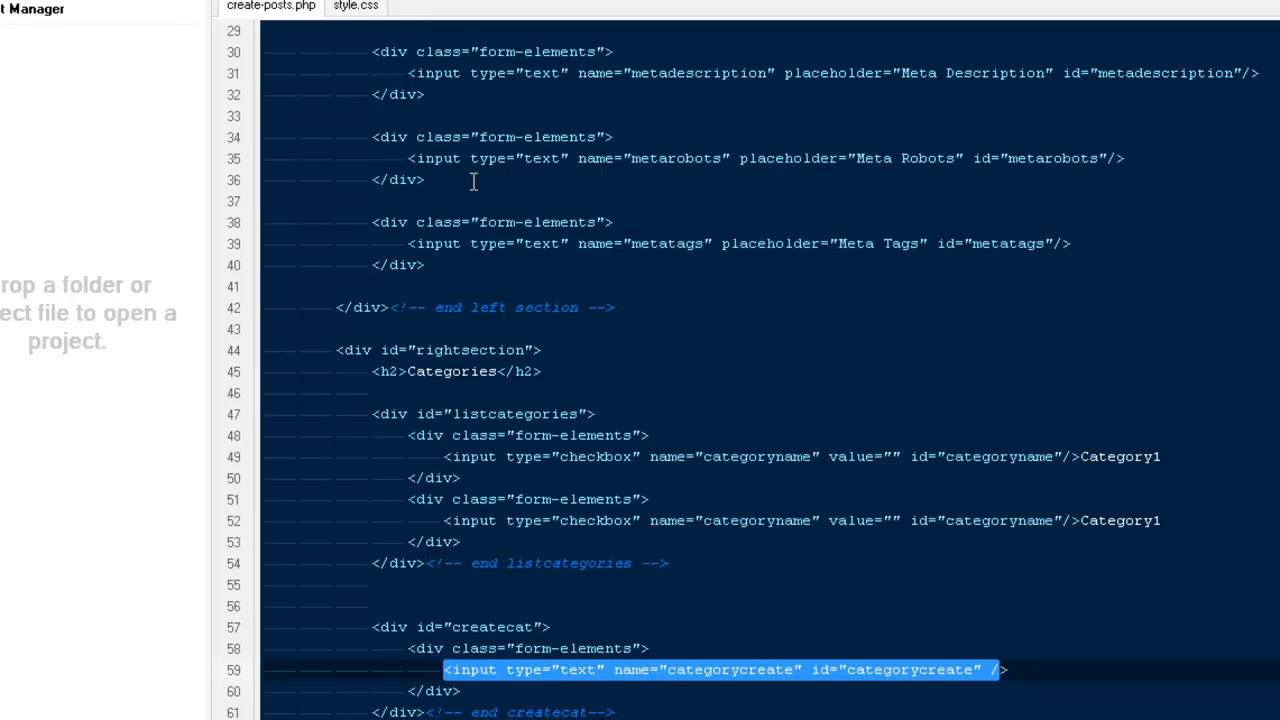 t Manager
create-posts.php
style.css
rop a folder or
ect file to open a
project.
29
30 <div class="form-elements">
31 <input type="text" name="metadescription" placeholder="Meta Description" id="metadescription"/>
32 </div>
33
34 <div class="form-elements">
35 <input type="text" name="metarobots" placeholder="Meta Robots" id="metarobots"/>
36 </div>
37
38 <div class="form-elements">
39 <input type="text" name="metatags" placeholder="Meta Tags" id="metatags"/>
40 </div>
41
42 </div><!-- end left section -->
43
44 <div id="rightsection">
45 <h2>Categories</h2>
46
47 <div id="listcategories">
48 <div class="form-elements">
49 <input type="checkbox" name="categoryname" value="" id="categoryname"/>Category1
50 </div>
51 <div class="form-elements">
52 <input type="checkbox" name="categoryname" value="" id="categoryname"/>Category1
53 </div>
54 </div><!-- end listcategories -->
55
56
57 <div id="createcat">
58 <div class="form-elements">
59 <input type="text" name="categorycreate" id="categorycreate" />
60 </div>
61 </div><!-- end createcat-->